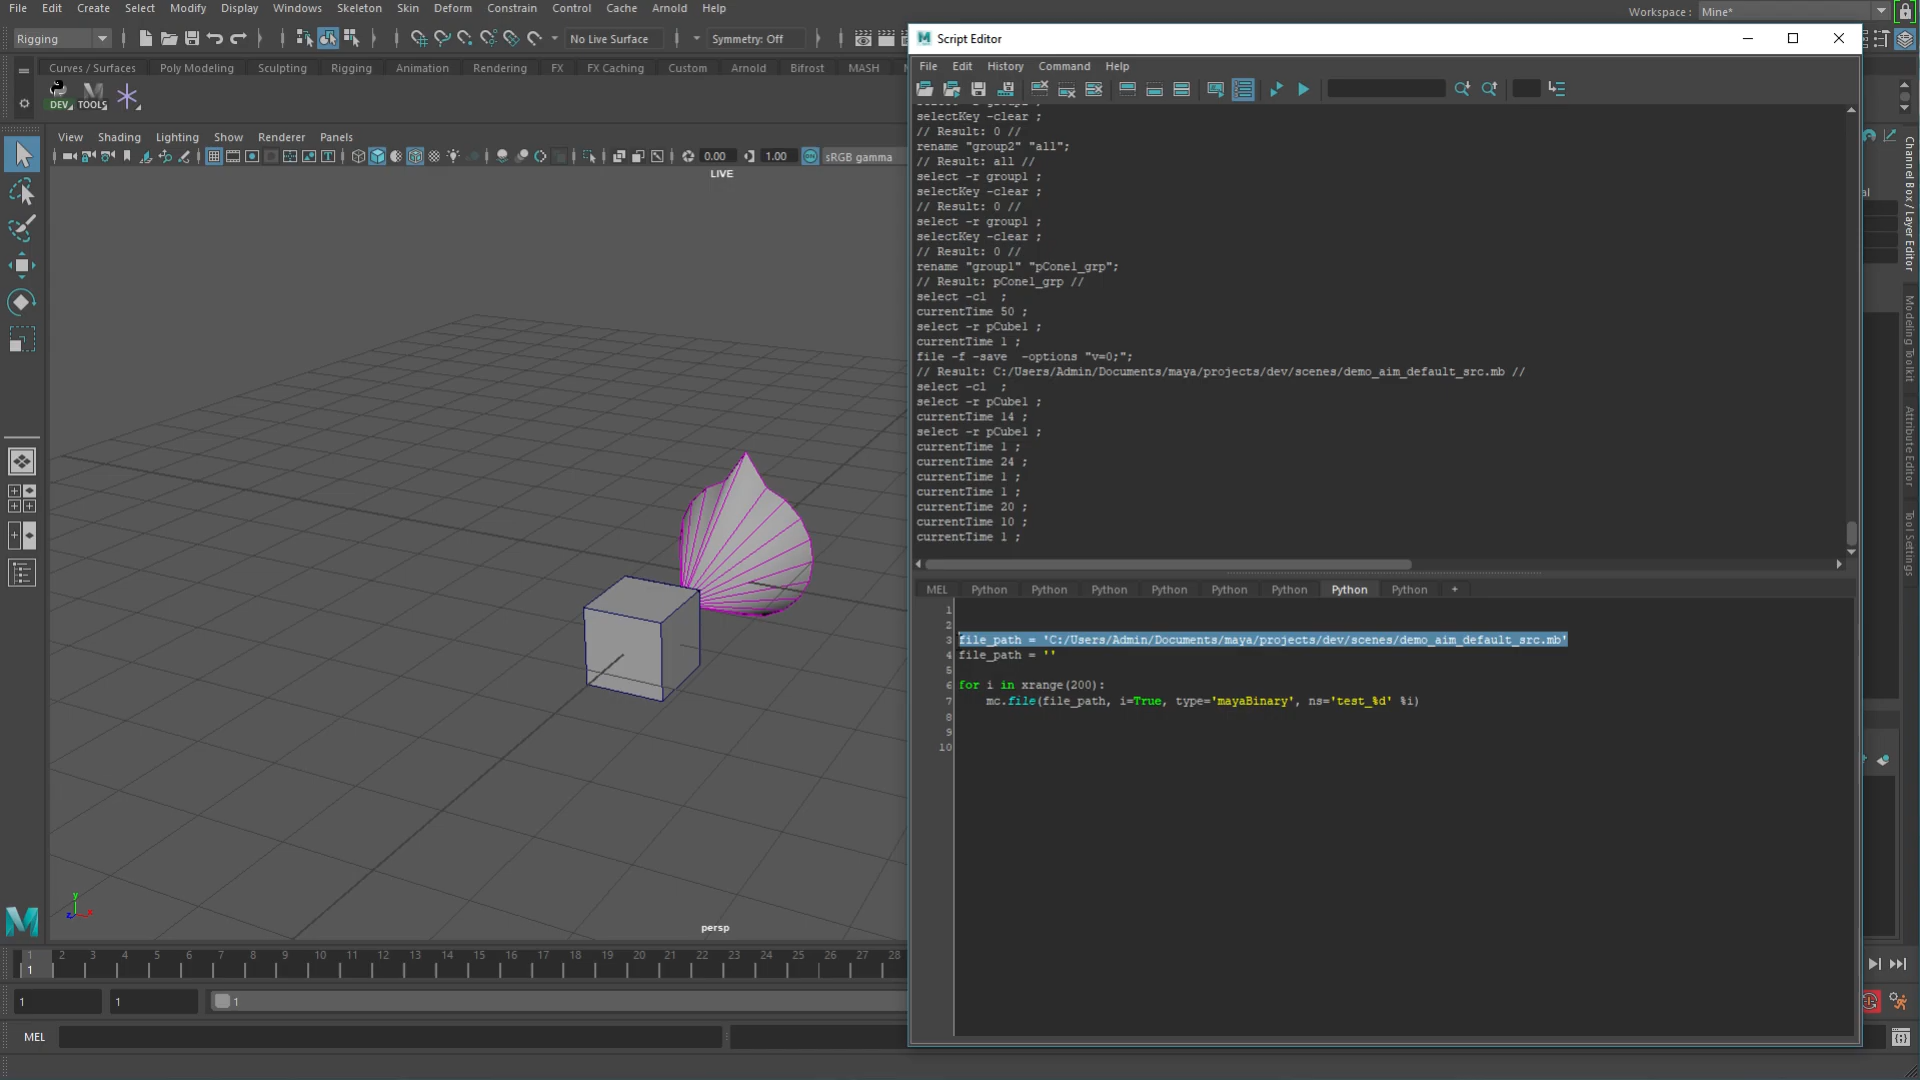 File Edit Create Select Modify Display Windows Skeleton Skin Deform Constrain Control Cache Arnold Help
Workspace : Mine*
Rigging
No Live Surface
Symmetry: Off
Curves / Surfaces Poly Modeling Sculpting Rigging Animation Rendering FX FX Caching Custom Arnold Bifrost MASH
DEV TOOLS
View Shading Lighting Show Renderer Panels
0.00 1.00 sRGB gamma
LIVE
persp
y
z x
1 2 3 4 5 6 7 8 9 10 11 12 13 14 15 16 17 18 19 20 21 22 23 24 25 26 27 28
1
1 1 1
MEL
Script Editor
File Edit History Command Help
selectKey -clear ;
// Result: 0 //
rename "group2" "all";
// Result: all //
select -r group1 ;
selectKey -clear ;
// Result: 0 //
select -r group1 ;
selectKey -clear ;
// Result: 0 //
rename "group1" "pCone1_grp";
// Result: pCone1_grp //
select -cl  ;
currentTime 50 ;
select -r pCube1 ;
currentTime 1 ;
file -f -save  -options "v=0;";
// Result: C:/Users/Admin/Documents/maya/projects/dev/scenes/demo_aim_default_src.mb //
select -cl  ;
select -r pCube1 ;
currentTime 14 ;
select -r pCube1 ;
currentTime 1 ;
currentTime 24 ;
currentTime 1 ;
currentTime 1 ;
currentTime 20 ;
currentTime 10 ;
currentTime 1 ;
MEL Python Python Python Python Python Python Python Python +
1
2
3 file_path = 'C:/Users/Admin/Documents/maya/projects/dev/scenes/demo_aim_default_src.mb'
4 file_path = ''
5
6 for i in xrange(200):
7     mc.file(file_path, i=True, type='mayaBinary', ns='test_%d' %i)
8
9
10
Channel Box / Layer Editor
Modeling Toolkit
Attribute Editor
Tool Settings